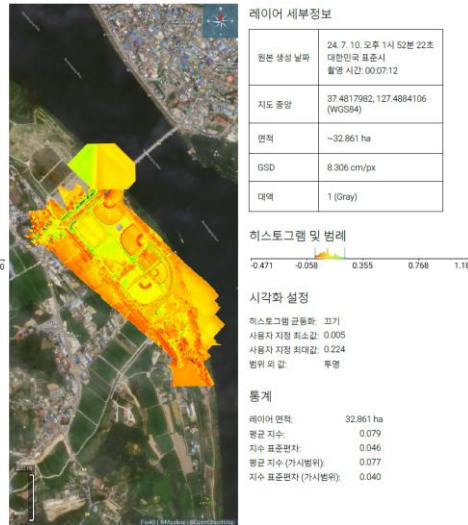 레이어 세부정보
원본 생성 날짜
24. 7. 10. 오후 1시 52분 22초
대한민국 표준시
촬영 시간: 00:07:12
지도 중앙
37.4817982, 127.4884106
(WGS84)
면적
~32.861 ha
GSD
8.306 cm/px
대역
1 (Gray)
히스토그램 및 범례
-0.471 -0.058 0.355 0.768 1.18
시각화 설정
히스토그램 균등화: 끄기
사용자 지정 최소값: 0.005
사용자 지정 최대값: 0.224
범위 외 값: 투명
통계
레이어 면적: 32.861 ha
평균 지수: 0.079
지수 표준편차: 0.046
평균 지수 (가시범위): 0.077
지수 표준편차 (가시범위): 0.040